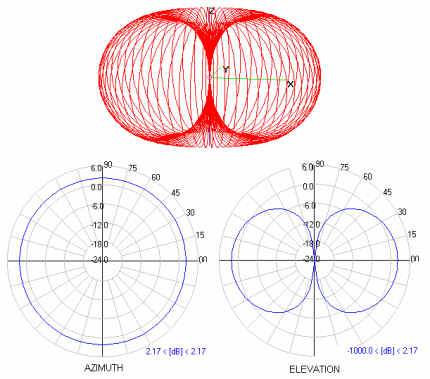 Z
Y
X
6.0 90 75 60 45 30 15 00
0.0
-6.0
-12.0
-18.0
-24.0
2.17 < [dB] < 2.17
AZIMUTH
6.0 90 75 60 45 30 15 00
0.0
-6.0
-12.0
-18.0
-24.0
-1000.0 < [dB] < 2.17
ELEVATION